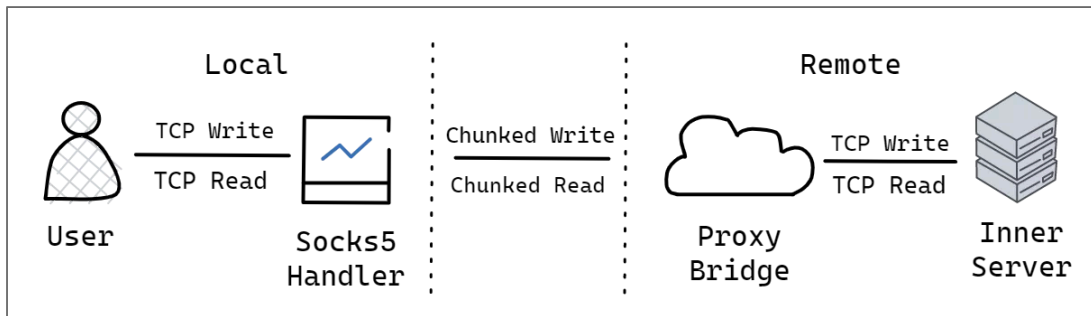 Local
Remote
TCP Write
TCP Read
Chunked Write
Chunked Read
TCP Write
TCP Read
User
Socks5
Handler
Proxy
Bridge
Inner
Server